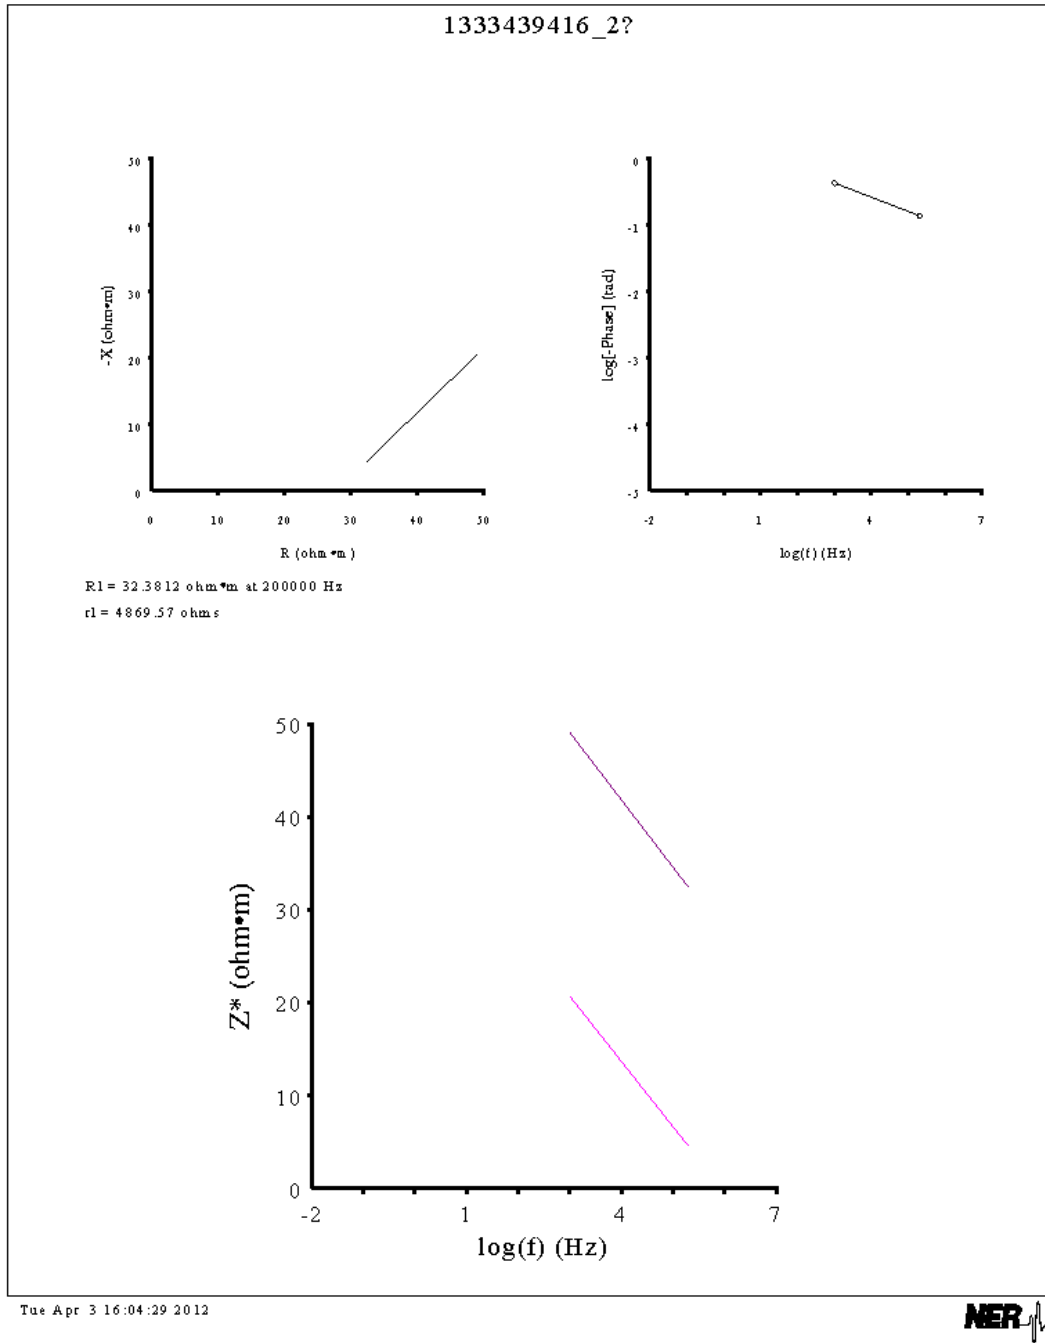 1333439416_2?
50
40
30
20
10
0
-X (ohm•m)
0 10 20 30 40 50
R (ohm•m)
0
-1
-2
-3
-4
-5
log[-Phase] (rad)
-2 1 4 7
log(f) (Hz)
R1 = 32.3812 ohm•m at 200000 Hz
r1 = 4869.57 ohms
50
40
30
20
10
0
Z* (ohm•m)
-2 1 4 7
log(f) (Hz)
Tue Apr 3 16:04:29 2012
NER